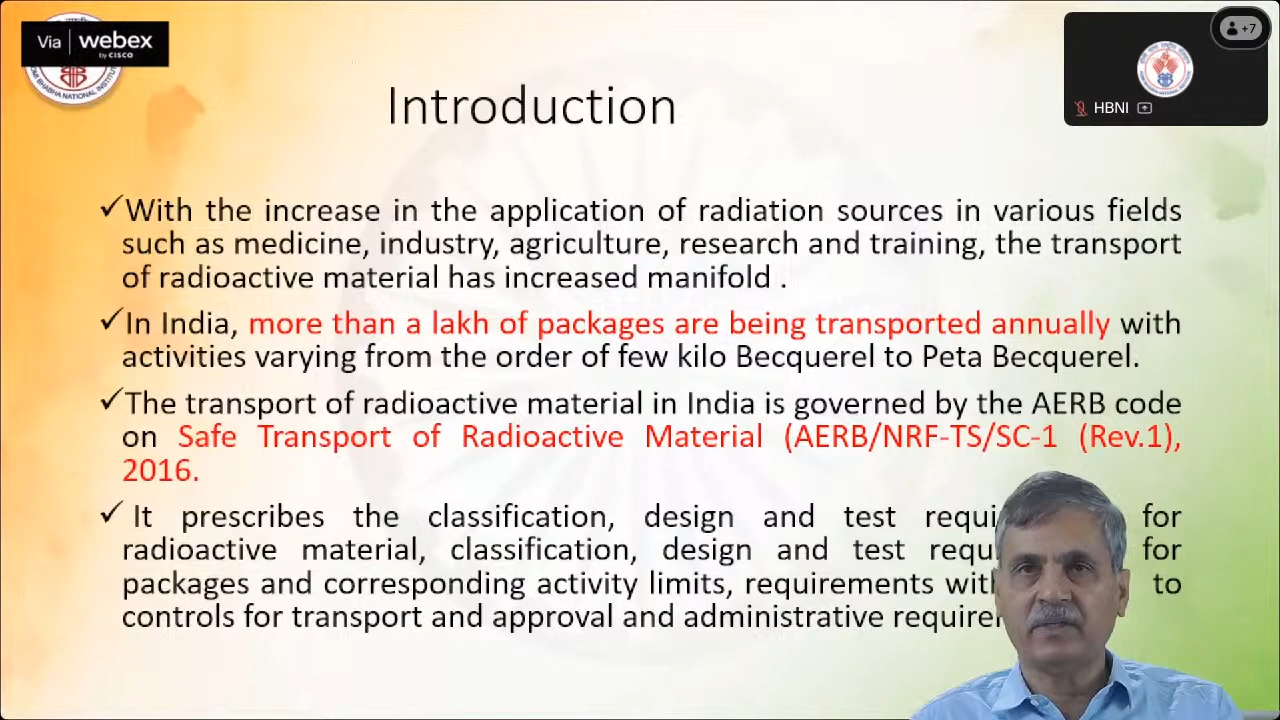 Via webex
by CISCO
BHABHA NATIONAL
+7
HBNI
Introduction
✓With the increase in the application of radiation sources in various fields
such as medicine, industry, agriculture, research and training, the transport
of radioactive material has increased manifold .
✓In India, more than a lakh of packages are being transported annually with
activities varying from the order of few kilo Becquerel to Peta Becquerel.
✓The transport of radioactive material in India is governed by the AERB code
on Safe Transport of Radioactive Material (AERB/NRF-TS/SC-1 (Rev.1),
2016.
✓ It prescribes the classification, design and test requi for
radioactive material, classification, design and test requ for
packages and corresponding activity limits, requirements with to
controls for transport and approval and administrative require